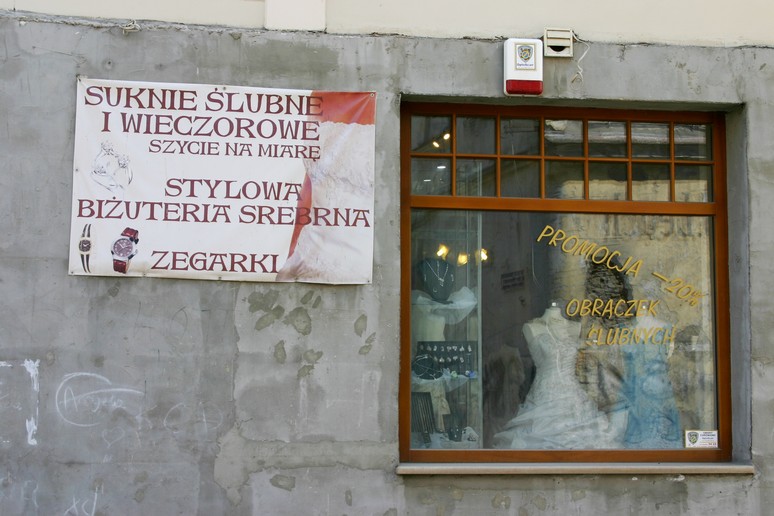 SUKNIE ŚLUBNE
I WIECZOROWE
SZYCIE NA MIARĘ
STYLOWA
BIŻUTERIA SREBRNA
ZEGARKI
PROMOCJA -20%
OBRĄCZEK
ŚLUBNYCH